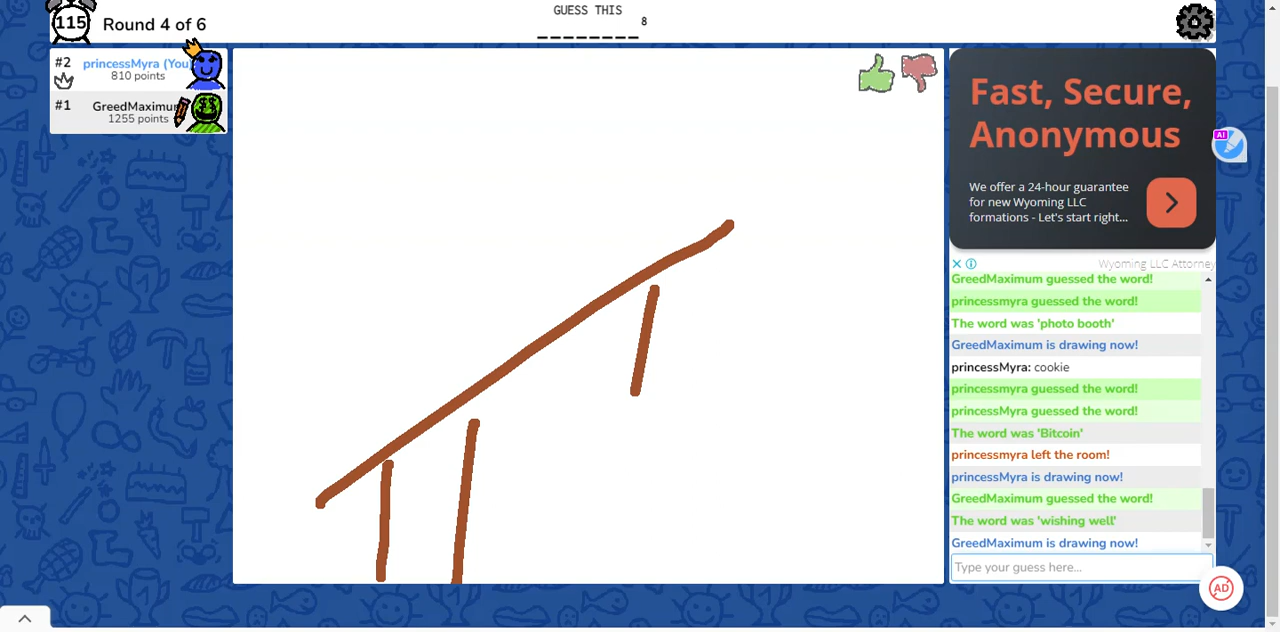 115
Round 4 of 6
GUESS THIS
________ 8
#2 princessMyra (You)
810 points
#1 GreedMaximum
1255 points
Fast, Secure,
Anonymous
We offer a 24-hour guarantee
for new Wyoming LLC
formations - Let's start right...
Wyoming LLC Attorney
AI
GreedMaximum guessed the word!
princessmyra guessed the word!
The word was 'photo booth'
GreedMaximum is drawing now!
princessMyra: cookie
princessmyra guessed the word!
princessMyra guessed the word!
The word was 'Bitcoin'
princessmyra left the room!
princessMyra is drawing now!
GreedMaximum guessed the word!
The word was 'wishing well'
GreedMaximum is drawing now!
Type your guess here...
AD